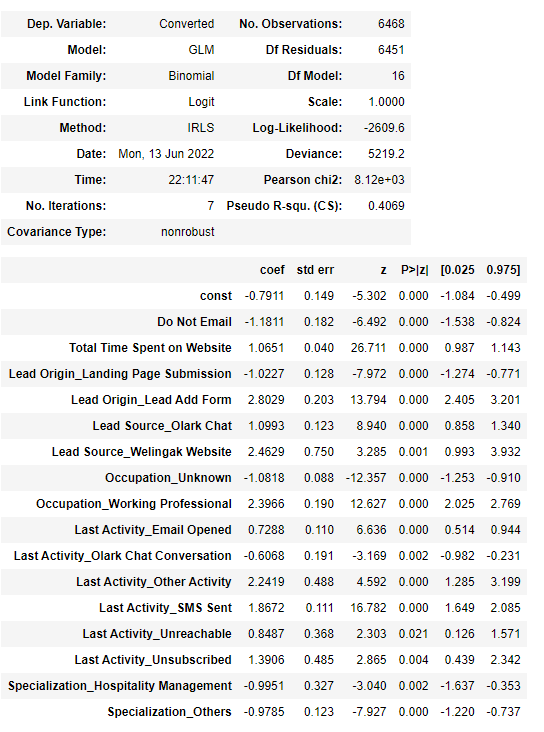 Dep. Variable: Converted No. Observations: 6468
Model: GLM Df Residuals: 6451
Model Family: Binomial Df Model: 16
Link Function: Logit Scale: 1.0000
Method: IRLS Log-Likelihood: -2609.6
Date: Mon, 13 Jun 2022 Deviance: 5219.2
Time: 22:11:47 Pearson chi2: 8.12e+03
No. Iterations: 7 Pseudo R-squ. (CS): 0.4069
Covariance Type: nonrobust
coef std err z P>|z| [0.025 0.975]
const -0.7911 0.149 -5.302 0.000 -1.084 -0.499
Do Not Email -1.1811 0.182 -6.492 0.000 -1.538 -0.824
Total Time Spent on Website 1.0651 0.040 26.711 0.000 0.987 1.143
Lead Origin_Landing Page Submission -1.0227 0.128 -7.972 0.000 -1.274 -0.771
Lead Origin_Lead Add Form 2.8029 0.203 13.794 0.000 2.405 3.201
Lead Source_Olark Chat 1.0993 0.123 8.940 0.000 0.858 1.340
Lead Source_Welingak Website 2.4629 0.750 3.285 0.001 0.993 3.932
Occupation_Unknown -1.0818 0.088 -12.357 0.000 -1.253 -0.910
Occupation_Working Professional 2.3966 0.190 12.627 0.000 2.025 2.769
Last Activity_Email Opened 0.7288 0.110 6.636 0.000 0.514 0.944
Last Activity_Olark Chat Conversation -0.6068 0.191 -3.169 0.002 -0.982 -0.231
Last Activity_Other Activity 2.2419 0.488 4.592 0.000 1.285 3.199
Last Activity_SMS Sent 1.8672 0.111 16.782 0.000 1.649 2.085
Last Activity_Unreachable 0.8487 0.368 2.303 0.021 0.126 1.571
Last Activity_Unsubscribed 1.3906 0.485 2.865 0.004 0.439 2.342
Specialization_Hospitality Management -0.9951 0.327 -3.040 0.002 -1.637 -0.353
Specialization_Others -0.9785 0.123 -7.927 0.000 -1.220 -0.737